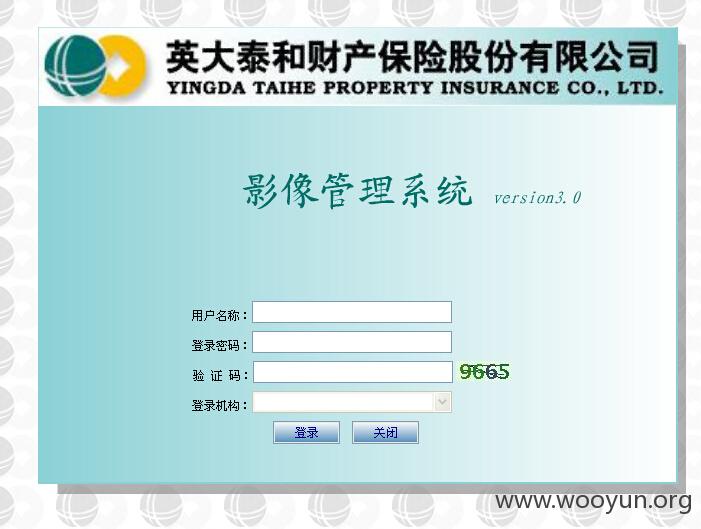 英大泰和财产保险股份有限公司
YINGDA TAIHE PROPERTY INSURANCE CO., LTD.
影像管理系统 version3.0
用户名称：
登录密码：
验 证 码： 9665
登录机构：
登录 关闭
www.wooyun.org